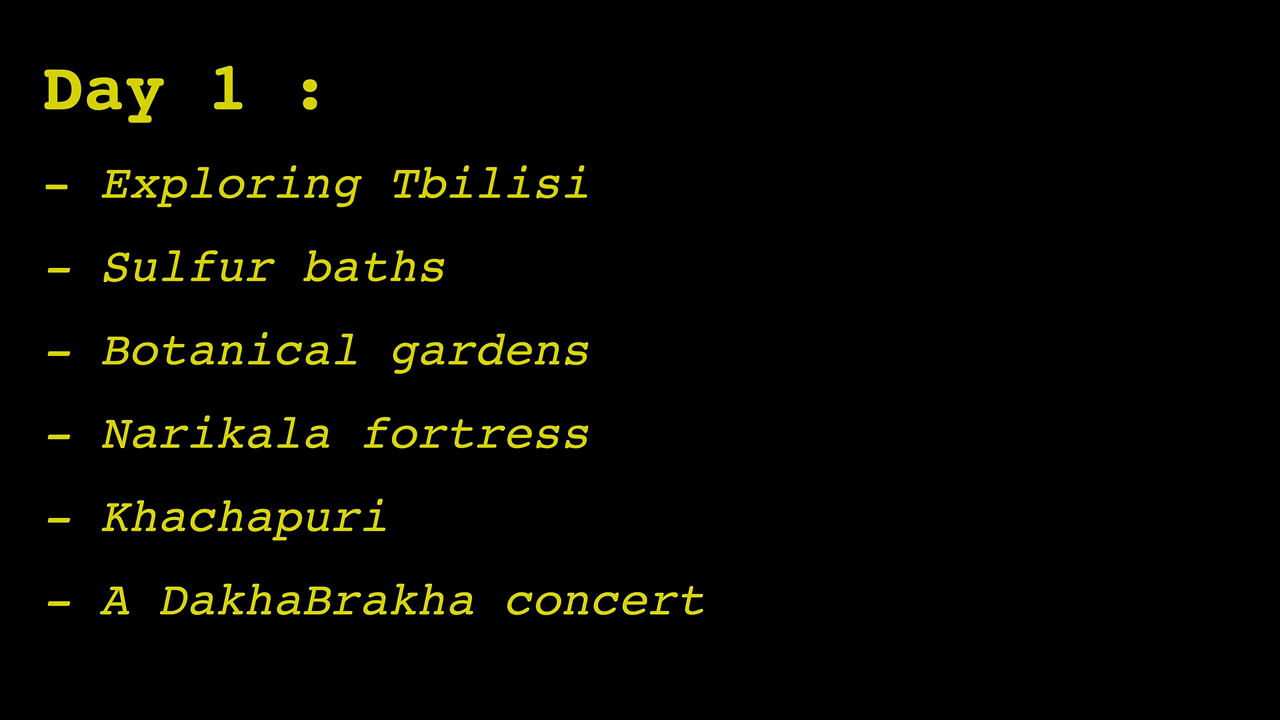 Day 1 :
- Exploring Tbilisi
- Sulfur baths
- Botanical gardens
- Narikala fortress
- Khachapuri
- A DakhaBrakha concert